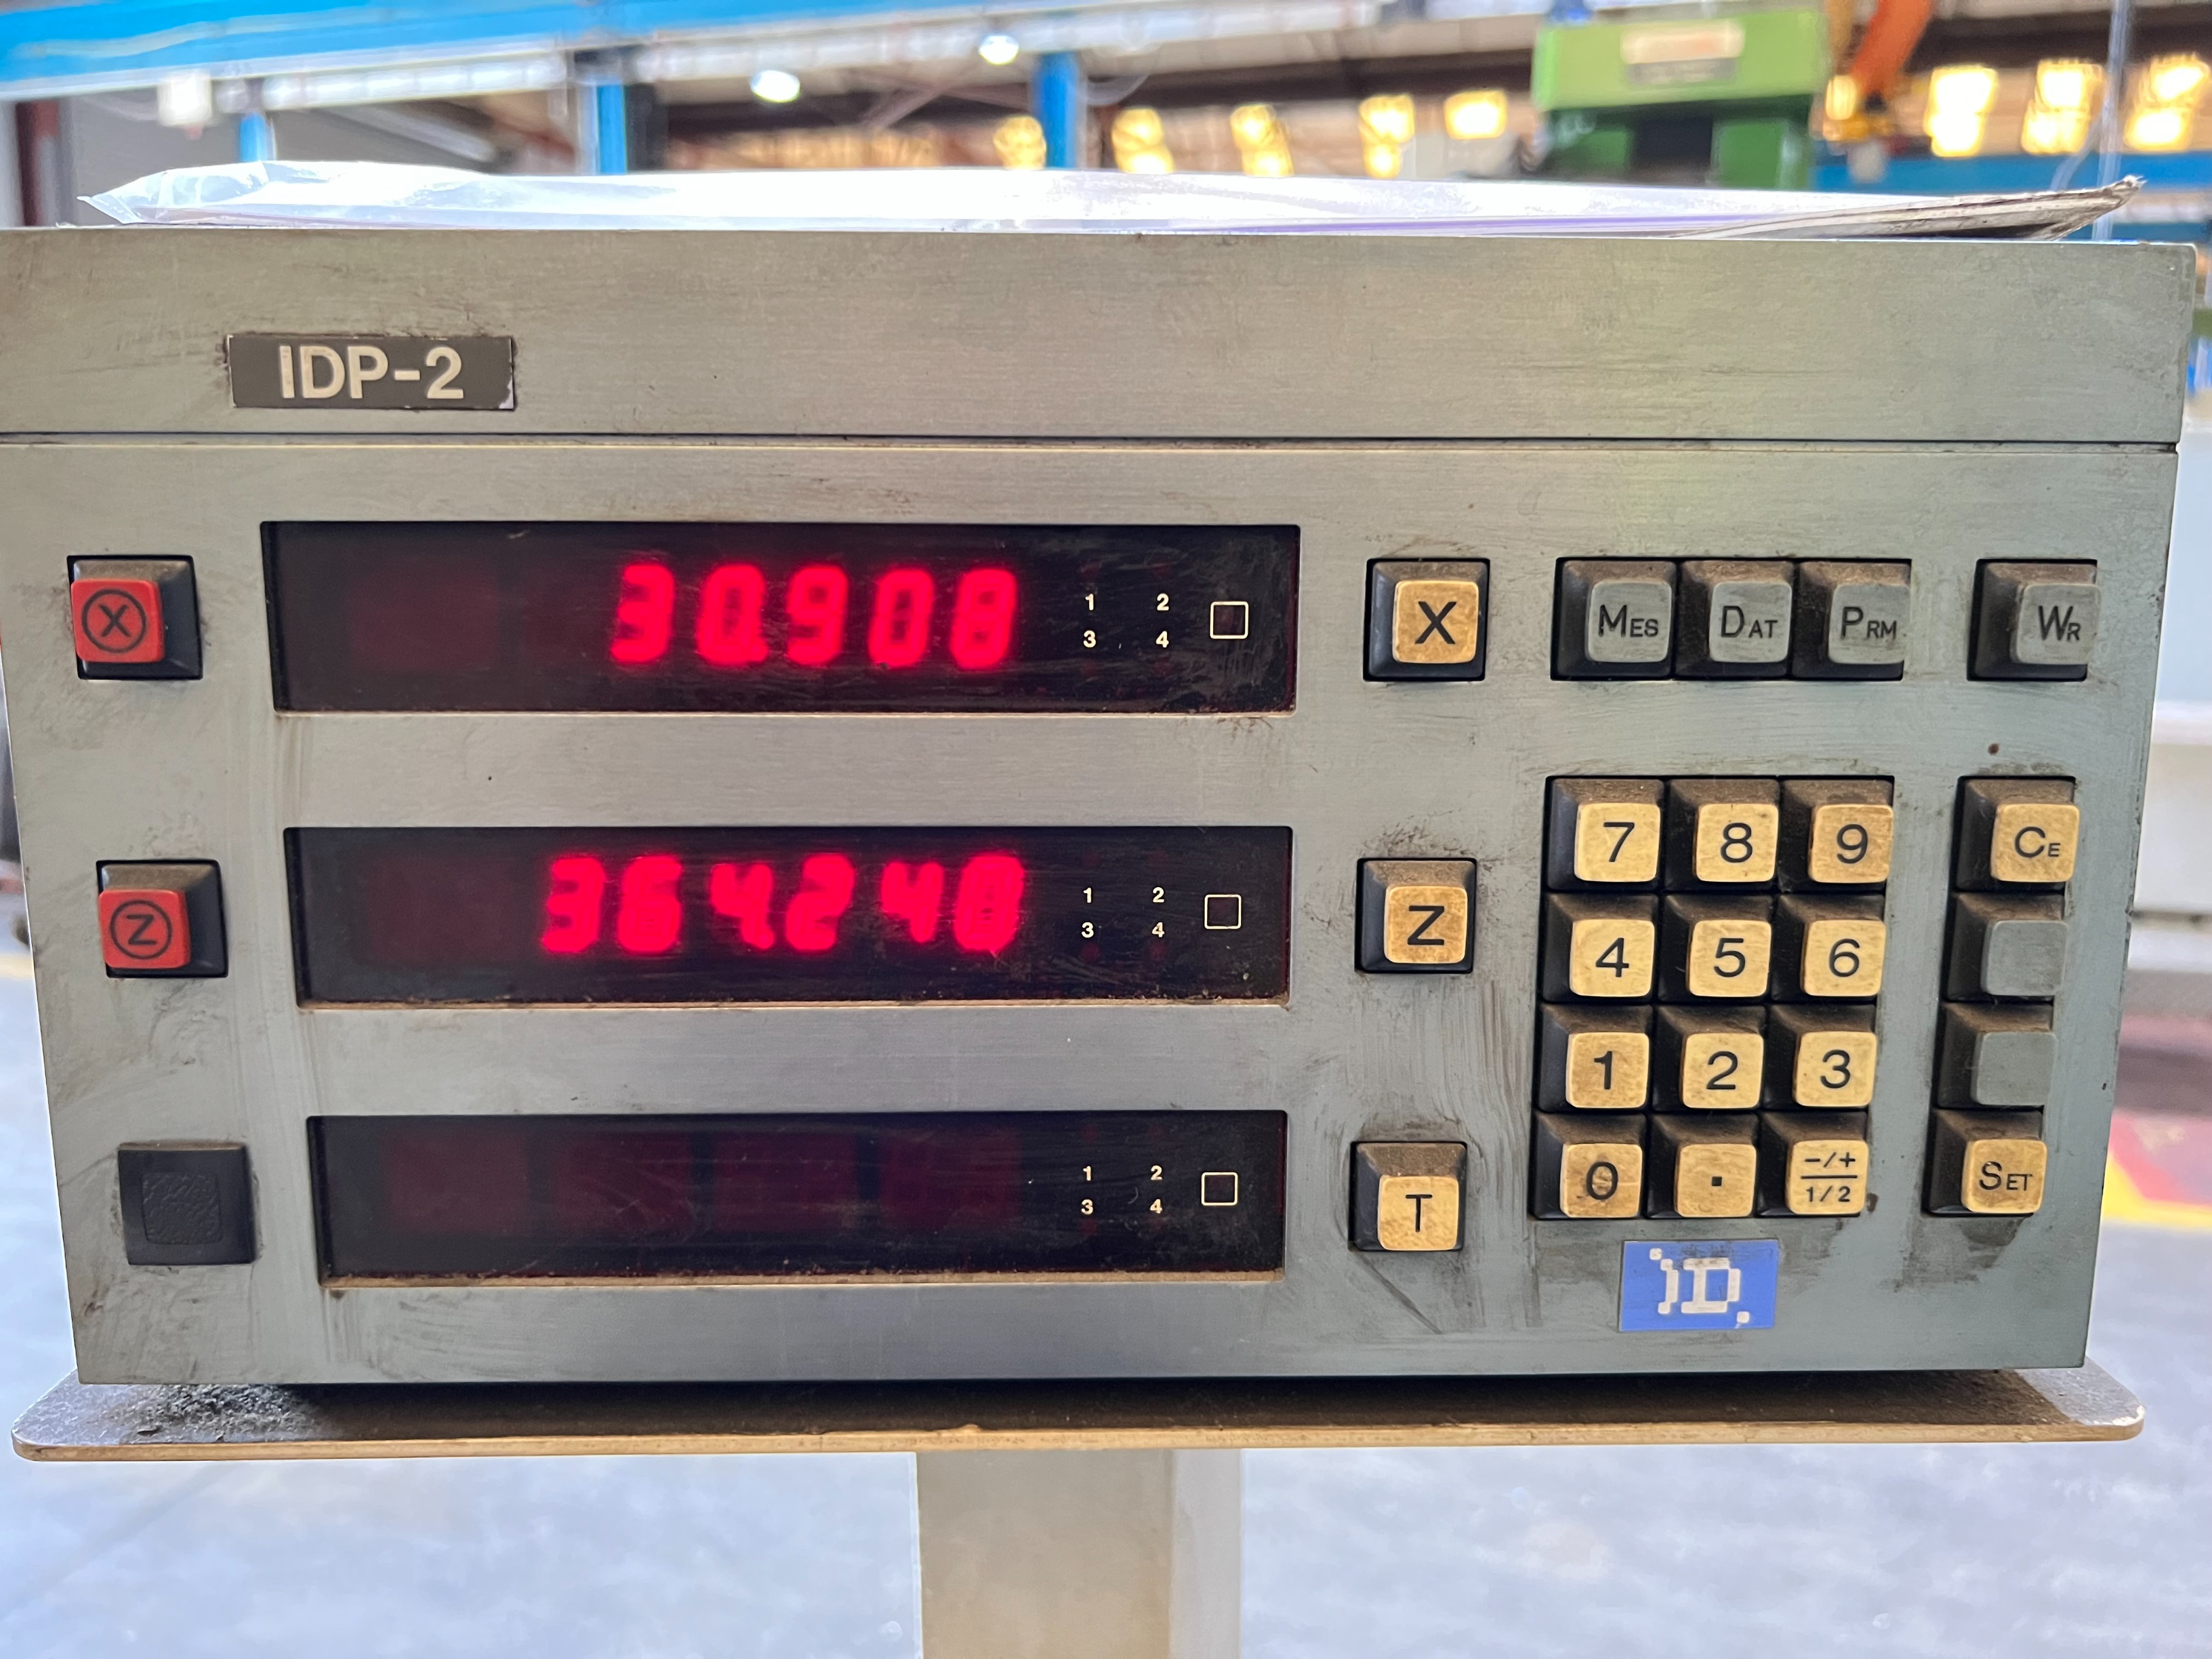 IDP-2
X
30.908
1 2
3 4
X
MES DAT PRM WR
Z
364.248
1 2
3 4
Z
7 8 9 CE
4 5 6
1 2 3
1 2
3 4
T
0 . -/+ 1/2 SET
iD.